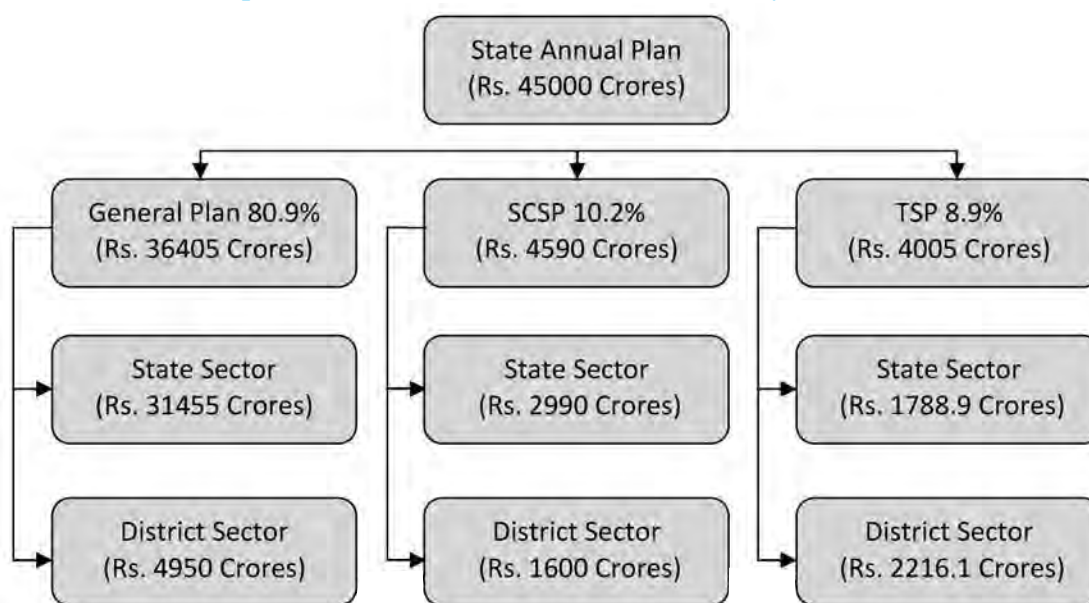 State Annual Plan
(Rs. 45000 Crores)
General Plan 80.9%
(Rs. 36405 Crores)
SCSP 10.2%
(Rs. 4590 Crores)
TSP 8.9%
(Rs. 4005 Crores)
State Sector
(Rs. 31455 Crores)
State Sector
(Rs. 2990 Crores)
State Sector
(Rs. 1788.9 Crores)
District Sector
(Rs. 4950 Crores)
District Sector
(Rs. 1600 Crores)
District Sector
(Rs. 2216.1 Crores)